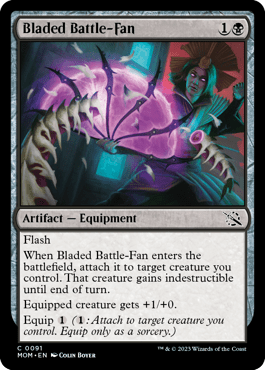 Bladed Battle-Fan 1
Artifact — Equipment
Flash
When Bladed Battle-Fan enters the
battlefield, attach it to target creature you
control. That creature gains indestructible
until end of turn.
Equipped creature gets +1/+0.
Equip 1 (1: Attach to target creature you
control. Equip only as a sorcery.)
C 0091
MOM • EN Colin Boyer
™ & © 2023 Wizards of the Coast